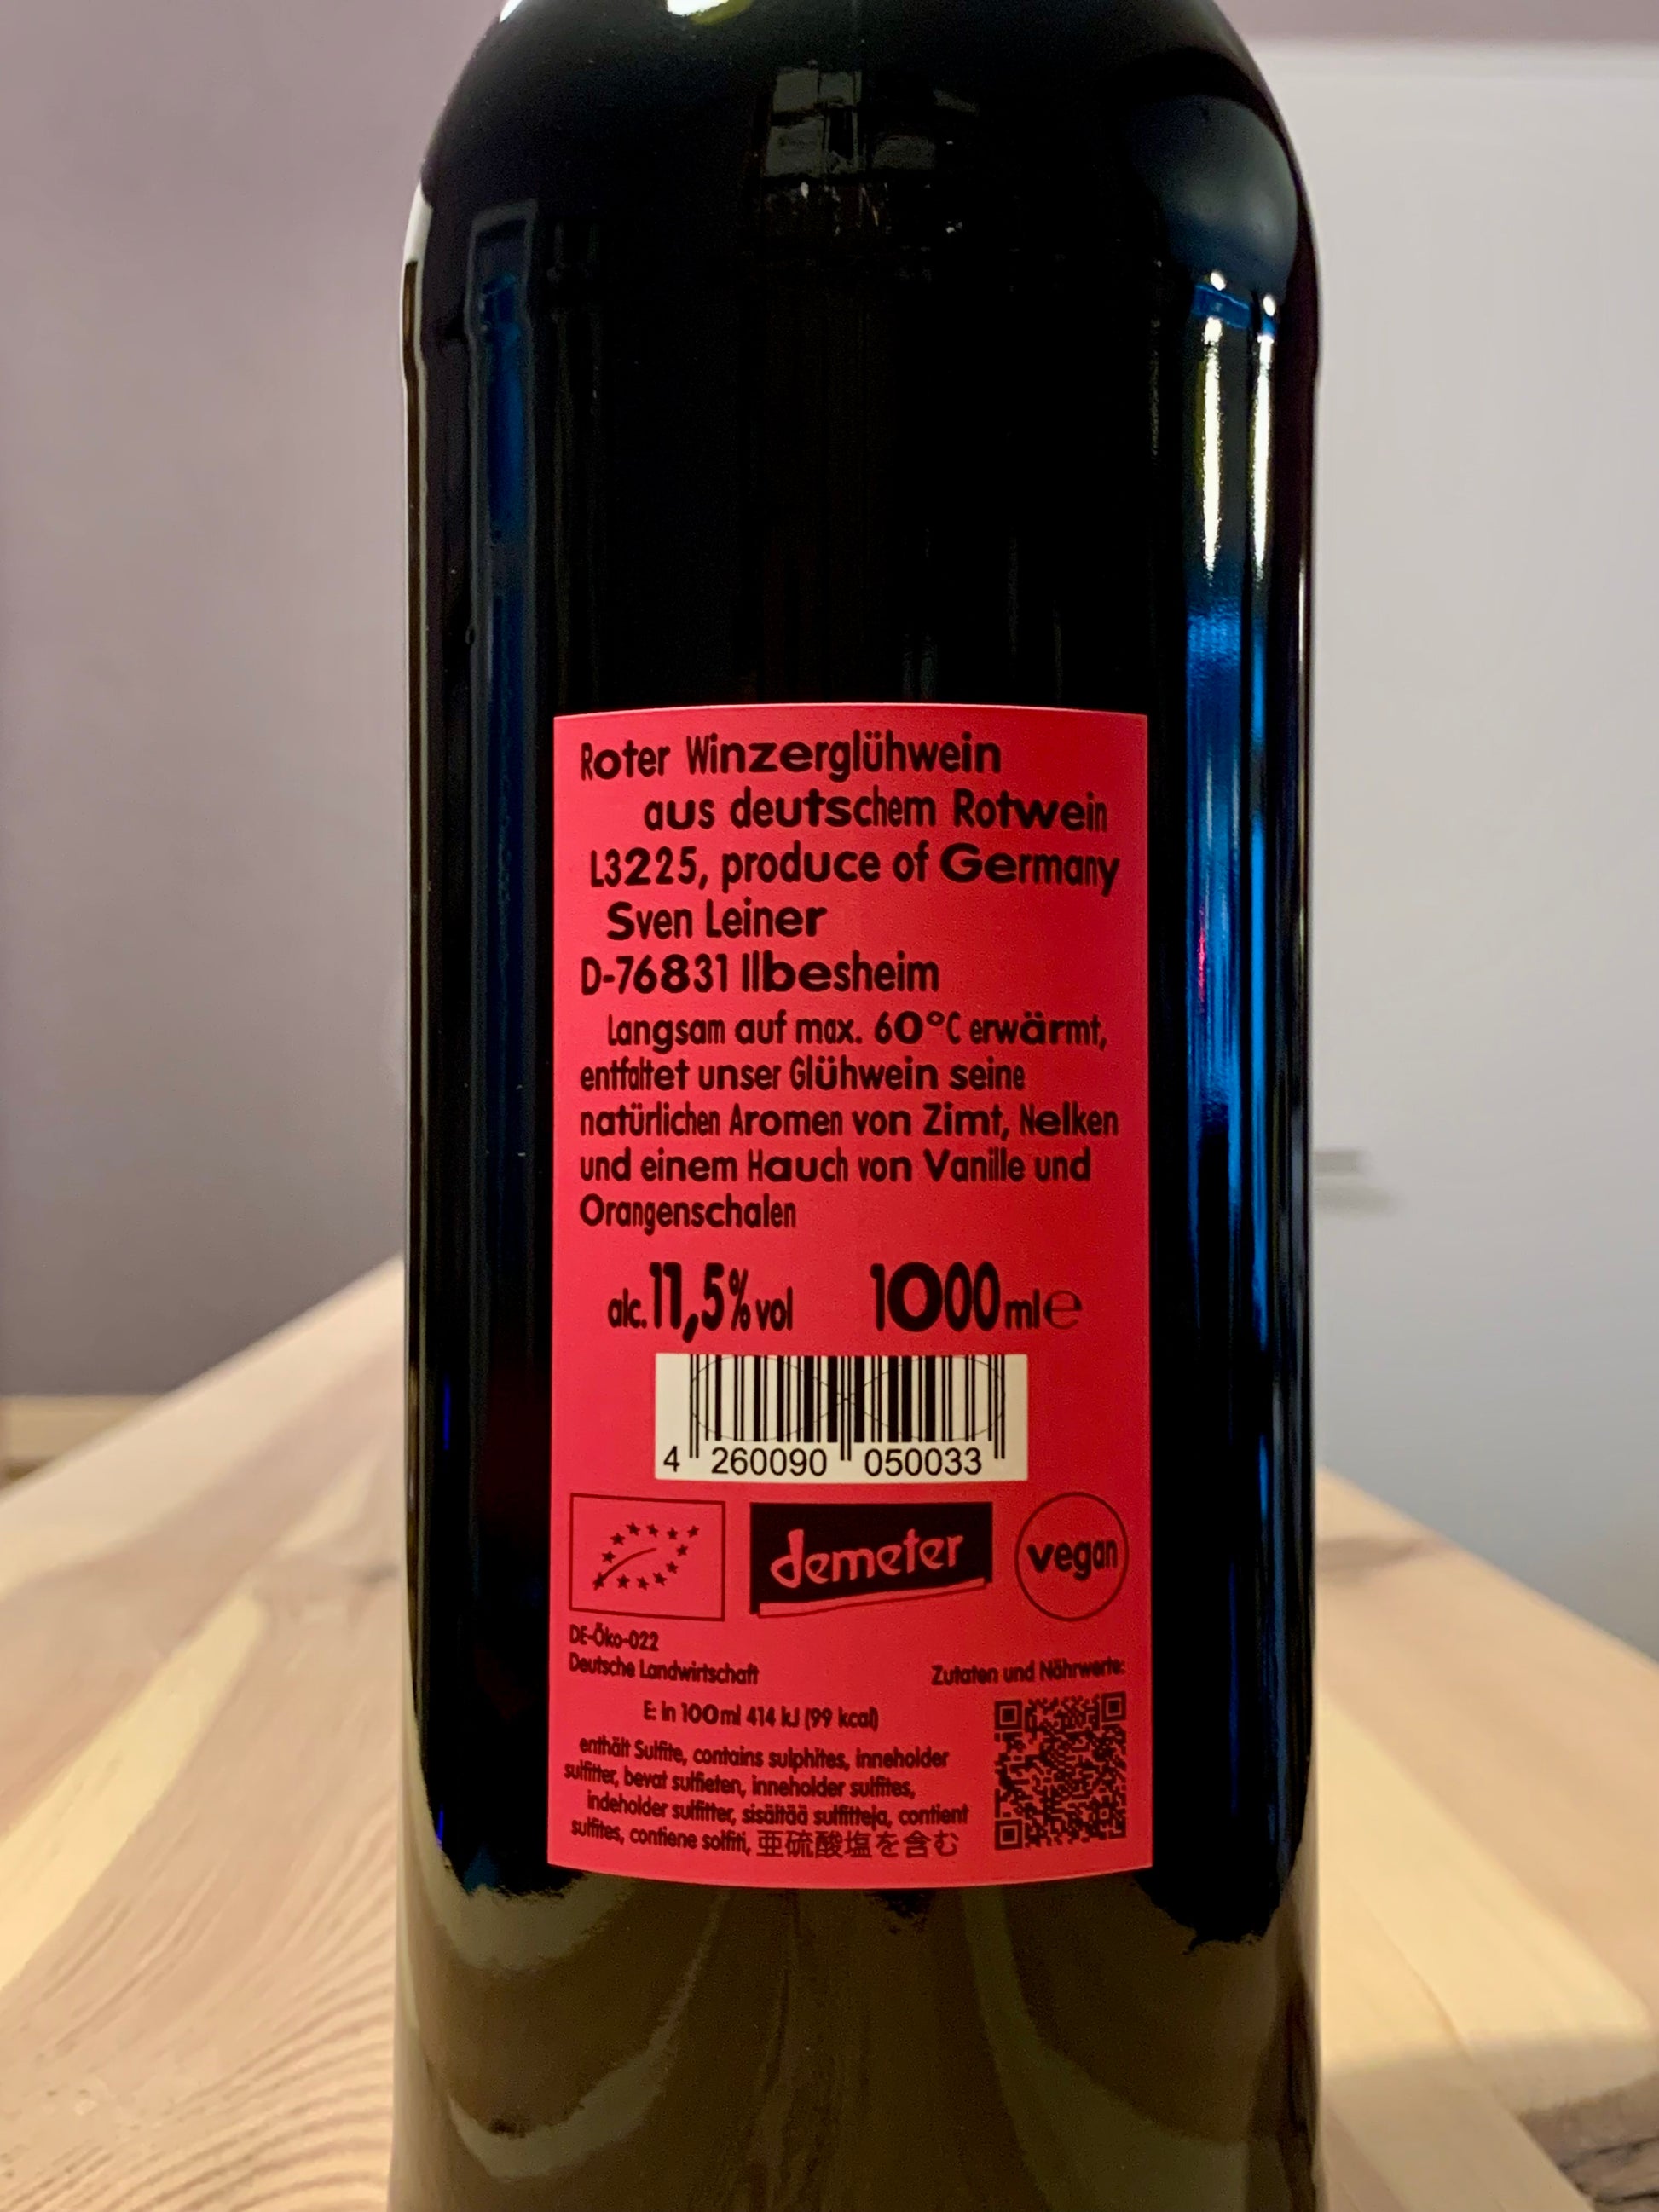 Roter Winzerglühwein
aus deutschem Rotwein
L3225, produce of Germany
Sven Leiner
D-76831 Ilbesheim
Langsam auf max. 60°C erwärmt,
entfaltet unser Glühwein seine
natürlichen Aromen von Zimt, Nelken
und einem Hauch von Vanille und
Orangenschalen
alc. 11,5% vol 1000 ml ℮
4 260090 050033
demeter
vegan
DE-Öko-022
Deutsche Landwirtschaft
Zutaten und Nährwerte:
E: in 100 ml 414 kJ (99 kcal)
enthält Sulfite, contains sulphites, inneholder
sulfitter, bevat sulfieten, inneholder sulfites,
indeholder sulfitter, sisältää sulfitteja, contient
sulfites, contiene solfiti, 亜硫酸塩を含む